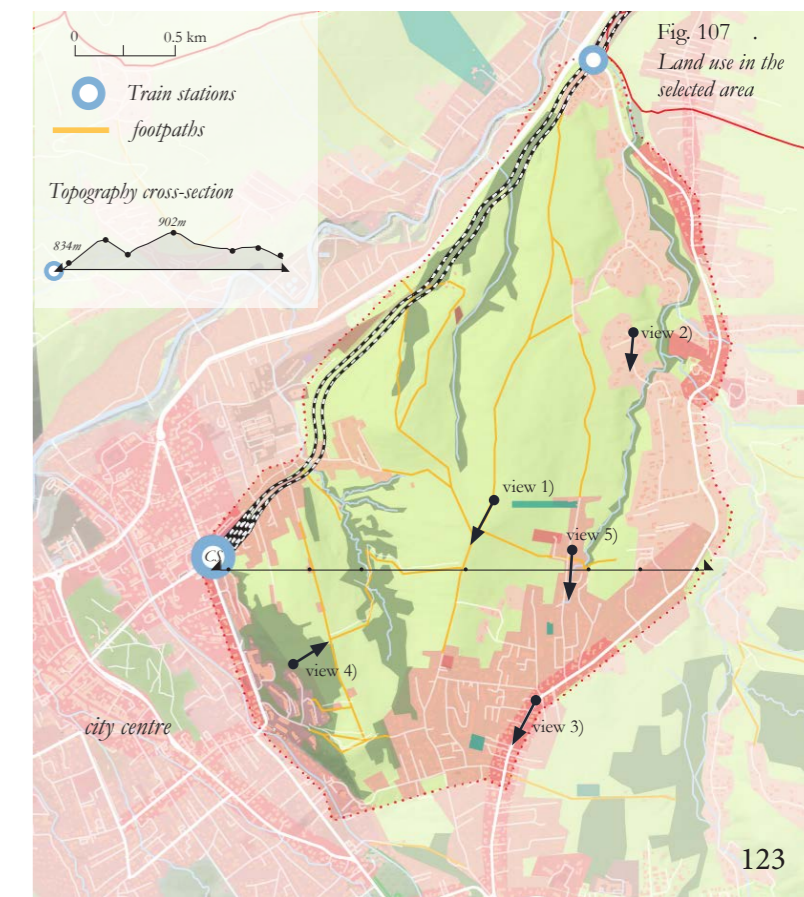 0 0.5 km
Train stations
footpaths
Topography cross-section
902m
834m
Fig. 107 .
Land use in the
selected area
view 2)
view 1)
view 5)
CS
view 4)
view 3)
city centre
123